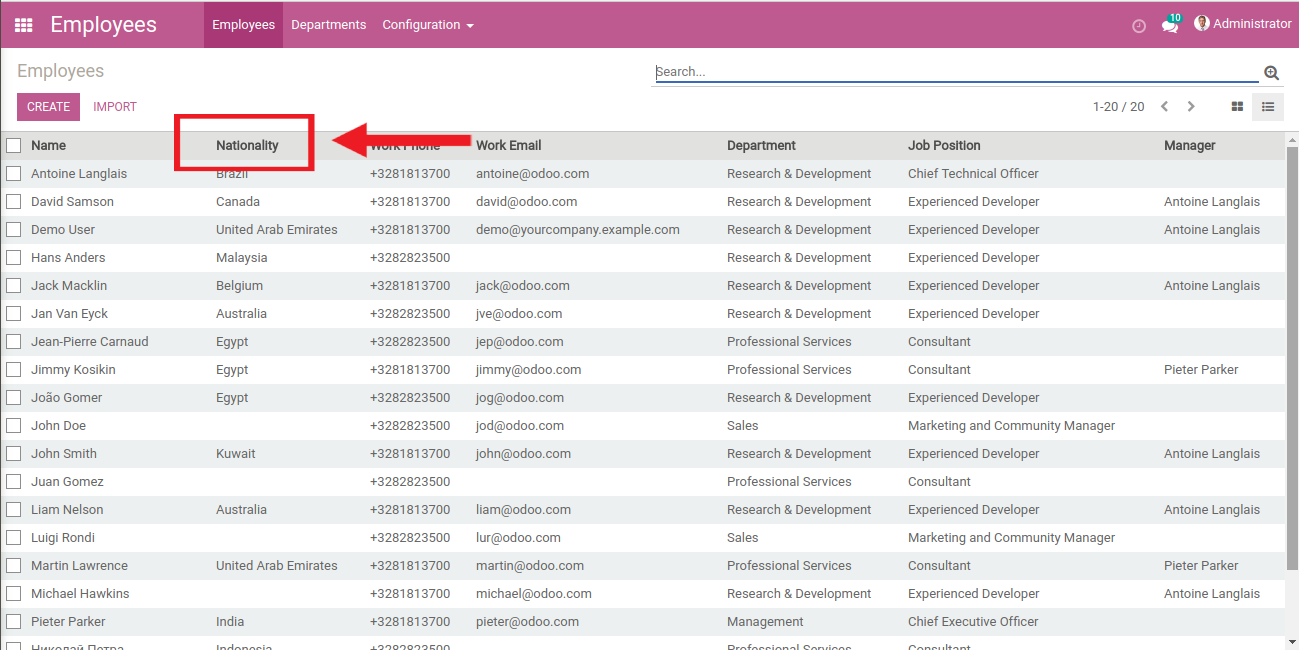 Employees Employees Departments Configuration 10 Administrator
Employees Search...
CREATE IMPORT 1-20 / 20
Name Nationality Work Phone Work Email Department Job Position Manager
Antoine Langlais Brazil +3281813700 antoine@odoo.com Research & Development Chief Technical Officer
David Samson Canada +3281813700 david@odoo.com Research & Development Experienced Developer Antoine Langlais
Demo User United Arab Emirates +3281813700 demo@yourcompany.example.com Research & Development Experienced Developer Antoine Langlais
Hans Anders Malaysia +3282823500 Research & Development Experienced Developer
Jack Macklin Belgium +3281813700 jack@odoo.com Research & Development Experienced Developer Antoine Langlais
Jan Van Eyck Australia +3282823500 jve@odoo.com Research & Development Experienced Developer
Jean-Pierre Carnaud Egypt +3282823500 jep@odoo.com Professional Services Consultant
Jimmy Kosikin Egypt +3281813700 jimmy@odoo.com Professional Services Consultant Pieter Parker
João Gomer Egypt +3282823500 jog@odoo.com Research & Development Experienced Developer
John Doe +3282823500 jod@odoo.com Sales Marketing and Community Manager
John Smith Kuwait +3281813700 john@odoo.com Research & Development Experienced Developer Antoine Langlais
Juan Gomez +3282823500 Professional Services Consultant
Liam Nelson Australia +3281813700 liam@odoo.com Research & Development Experienced Developer Antoine Langlais
Luigi Rondi +3282823500 lur@odoo.com Sales Marketing and Community Manager
Martin Lawrence United Arab Emirates +3281813700 martin@odoo.com Professional Services Consultant Pieter Parker
Michael Hawkins +3281813700 michael@odoo.com Research & Development Experienced Developer Antoine Langlais
Pieter Parker India +3281813700 pieter@odoo.com Management Chief Executive Officer
Николай Петра Indonesia +3282823500 Professional Services Consultant